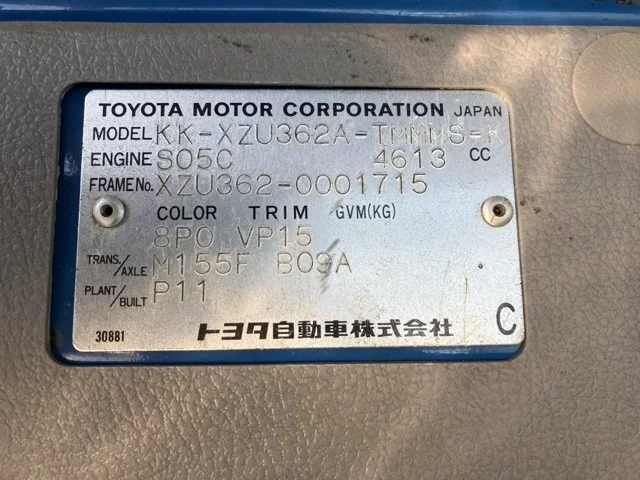 TOYOTA MOTOR CORPORATION JAPAN
MODEL KK-XZU362A-TMMMS-
ENGINE S05C 4613 CC
FRAME No. XZU362-0001715
COLOR TRIM GVM(KG)
8P0 VP15
TRANS./AXLE M155F B09A
PLANT/BUILT P11
30881 トヨタ自動車株式会社 C